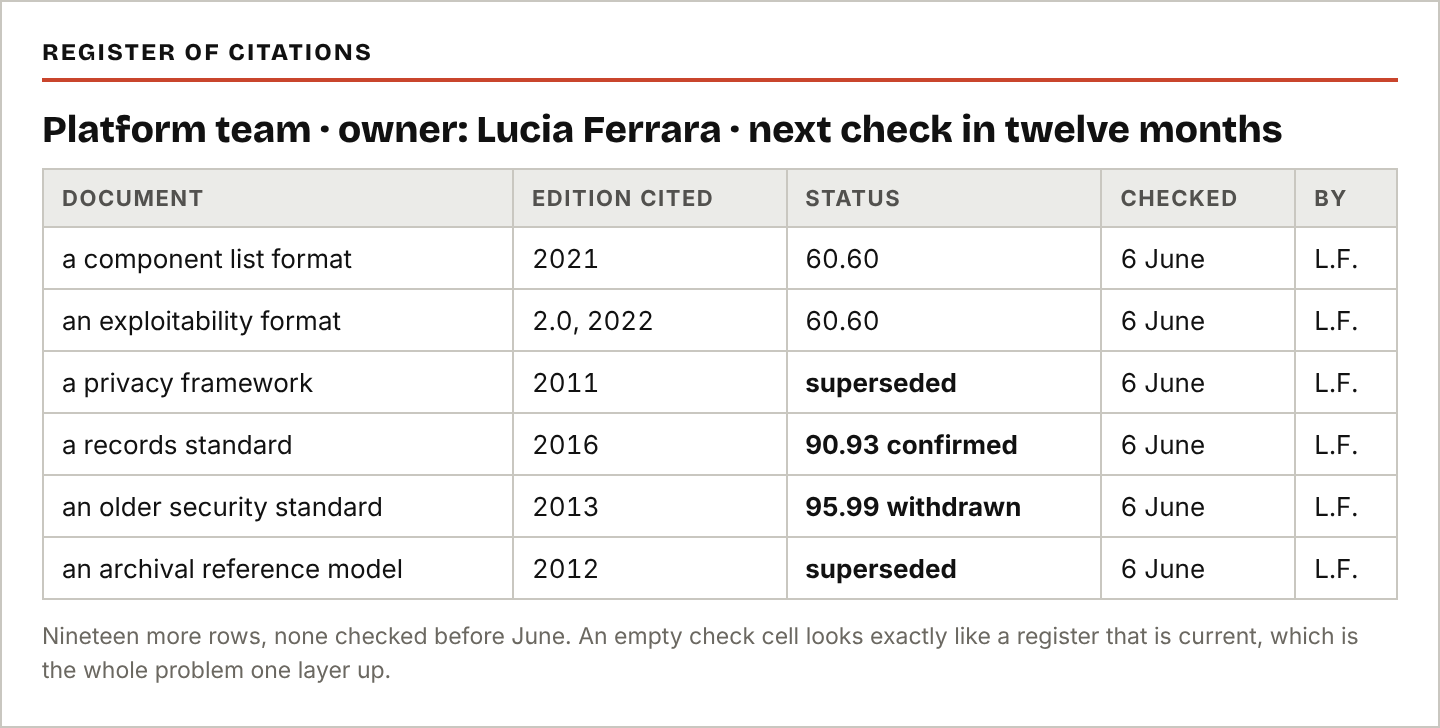 REGISTER OF CITATIONS
Platform team · owner: Lucia Ferrara · next check in twelve months
DOCUMENT EDITION CITED STATUS CHECKED BY
a component list format 2021 60.60 6 June L.F.
an exploitability format 2.0, 2022 60.60 6 June L.F.
a privacy framework 2011 superseded 6 June L.F.
a records standard 2016 90.93 confirmed 6 June L.F.
an older security standard 2013 95.99 withdrawn 6 June L.F.
an archival reference model 2012 superseded 6 June L.F.
Nineteen more rows, none checked before June. An empty check cell looks exactly like a register that is current, which is
the whole problem one layer up.